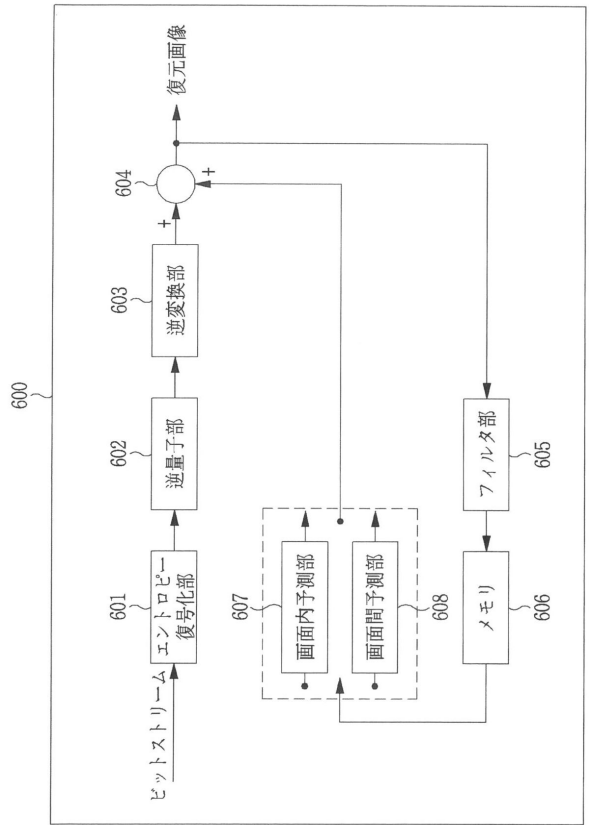 600
ビットストリーム
601
エントロピー
復号化部
602
逆量子部
603
逆変換部
604
+
+
復元画像
607
画面内予測部
608
画面間予測部
605
フィルタ部
606
メモリ